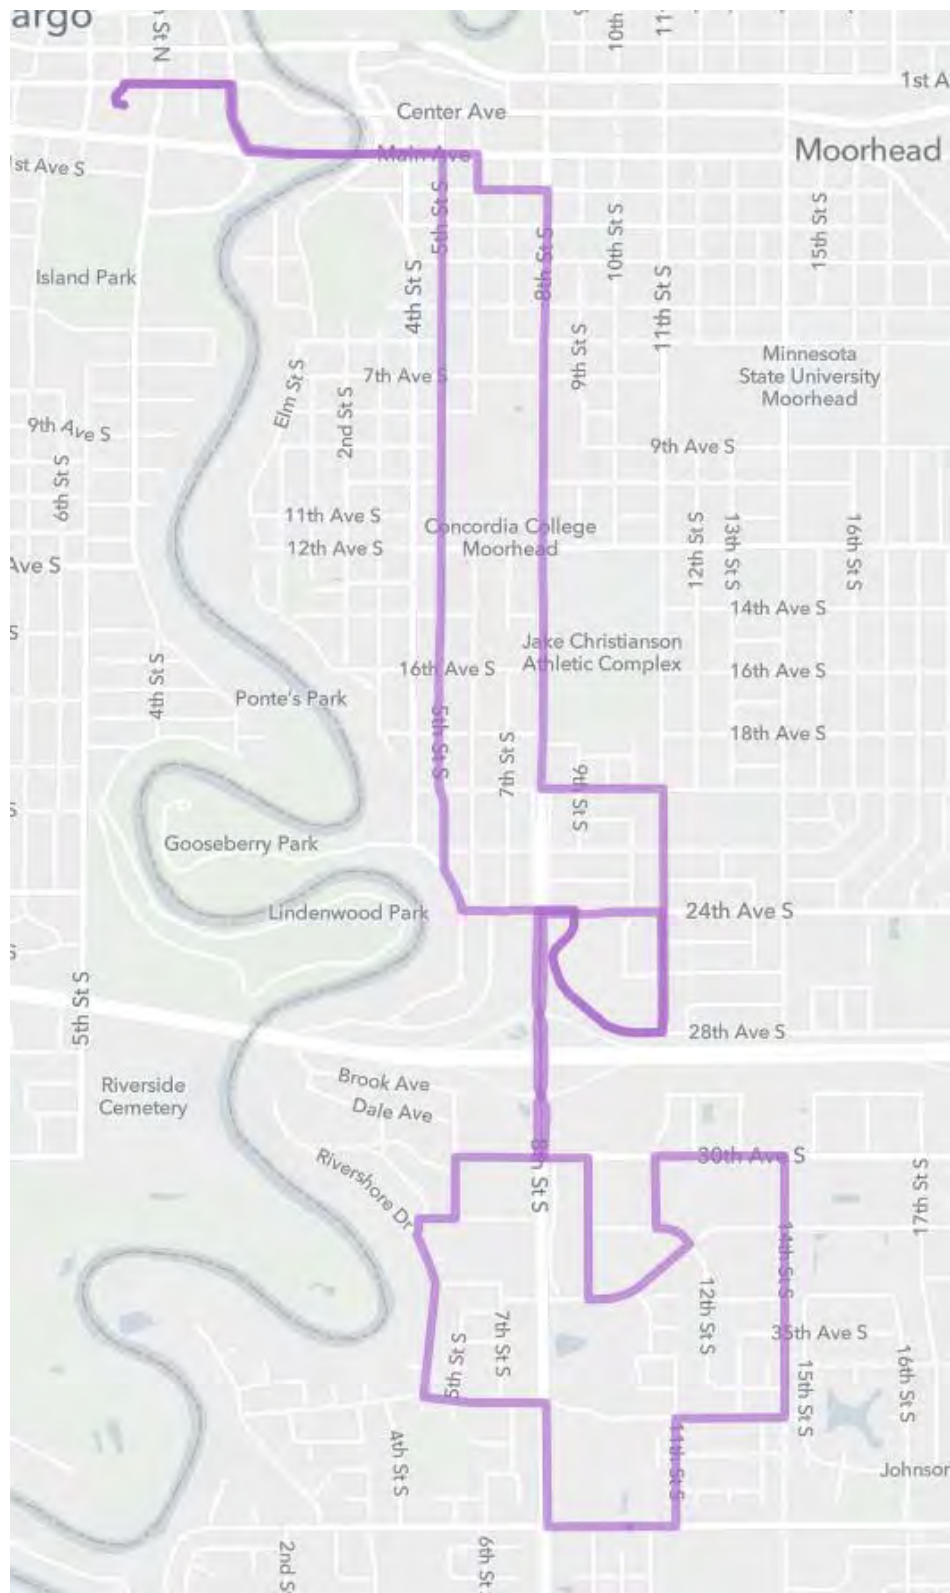 argo
St N
10th
11
1st A
Center Ave
Main Ave
Moorhead
1st Ave S
5th St S
10th St S
15th St S
8th St S
Island Park
4th St S
11th St S
9th St S
Minnesota
State University
Moorhead
7th Ave S
Elm St S
2nd St S
9th Ave S
9th Ave S
6th St S
11th Ave S
Concordia College
Moorhead
12th Ave S
12th St S
13th St S
19th St S
Ave S
14th Ave S
S
Jake Christianson
Athletic Complex
16th Ave S
16th Ave S
4th St S
Ponte's Park
5th St S
7th St S
18th Ave S
9th St S
S
Gooseberry Park
Lindenwood Park
24th Ave S
S
5th St S
28th Ave S
Brook Ave
Riverside
Cemetery
Dale Ave
30th Ave S
Rivershore Dr
8th St S
17th St S
14th St S
12th St S
7th St S
35th Ave S
5th St S
15th St S
16th St S
4th St S
11th St S
Johnson
2nd S
6th St